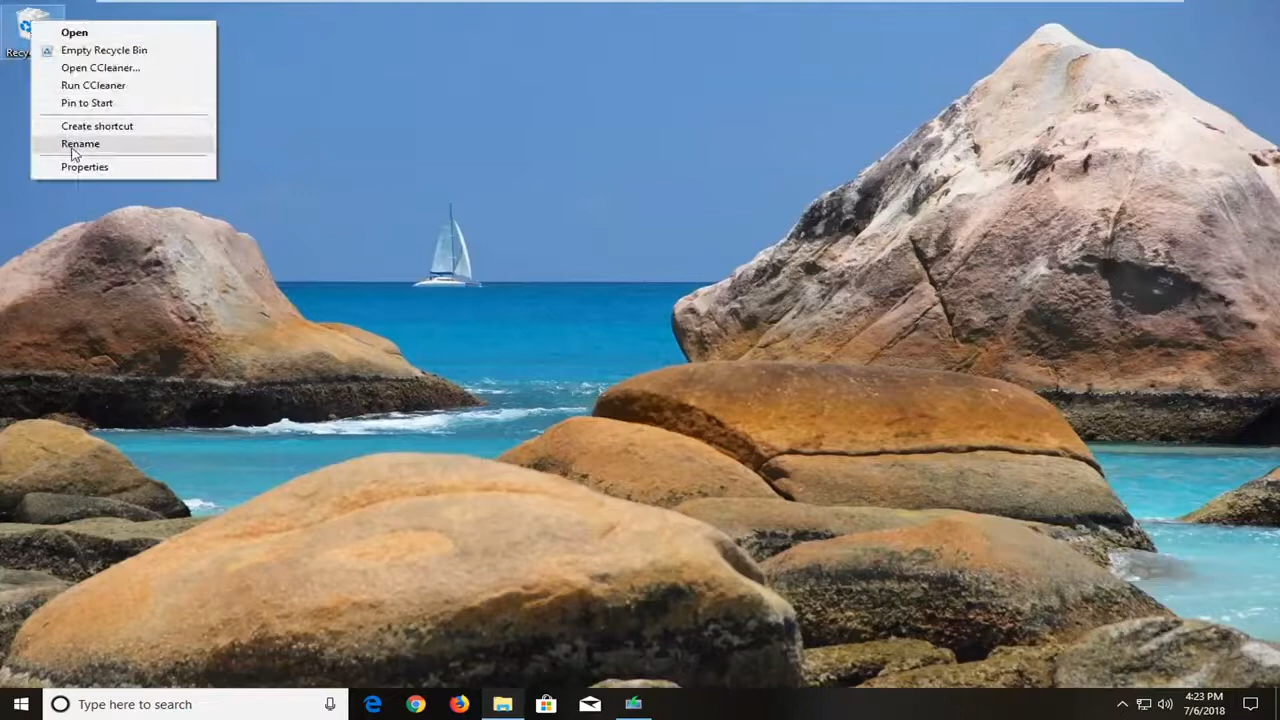 Open
Empty Recycle Bin
Open CCleaner...
Run CCleaner
Pin to Start
Create shortcut
Rename
Properties
Type here to search
4:23 PM
7/6/2018